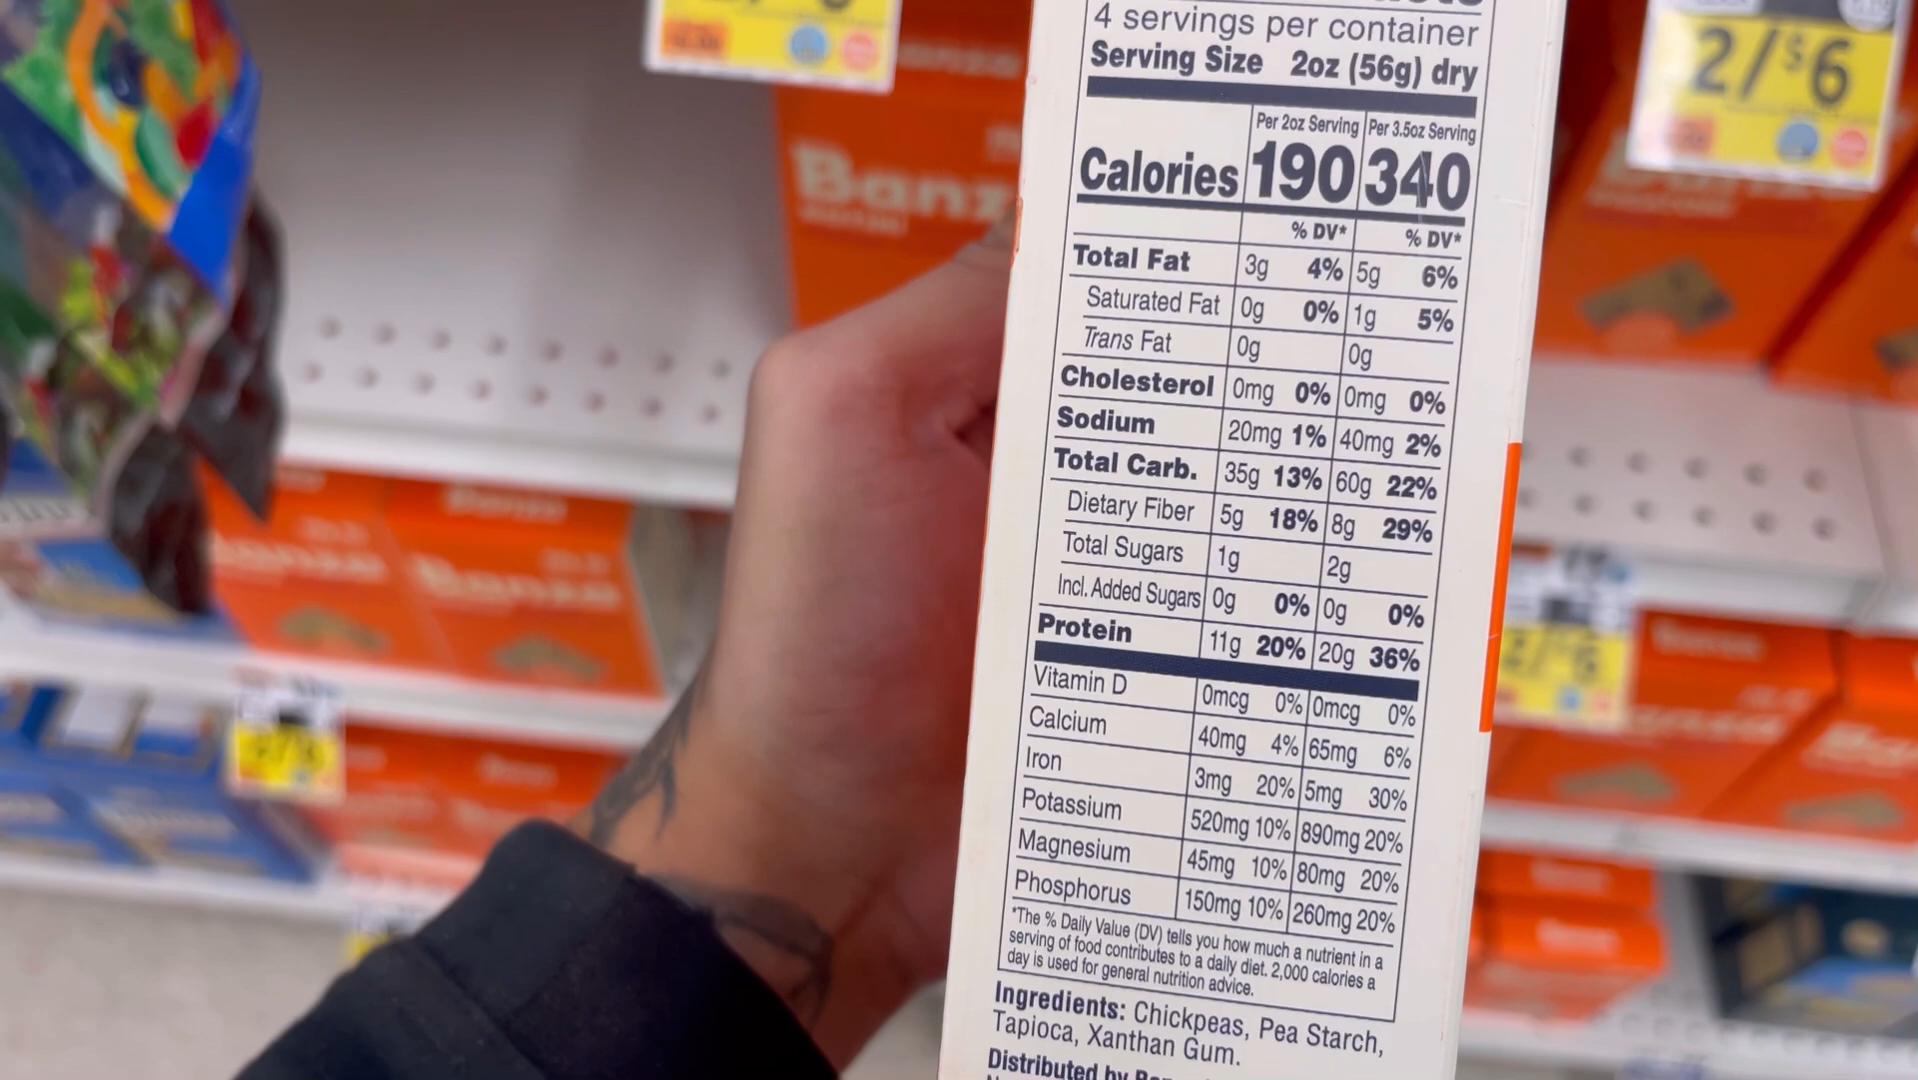 4 servings per container
Serving Size 2oz (56g) dry
Per 2oz Serving Per 3.5oz Serving
Calories 190 340
% DV* % DV*
Total Fat 3g 4% 5g 6%
Saturated Fat 0g 0% 1g 5%
Trans Fat 0g 0g
Cholesterol 0mg 0% 0mg 0%
Sodium 20mg 1% 40mg 2%
Total Carb. 35g 13% 60g 22%
Dietary Fiber 5g 18% 8g 29%
Total Sugars 1g 2g
Incl. Added Sugars 0g 0% 0g 0%
Protein 11g 20% 20g 36%
Vitamin D 0mcg 0% 0mcg 0%
Calcium 40mg 4% 65mg 6%
Iron 3mg 20% 5mg 30%
Potassium 520mg 10% 890mg 20%
Magnesium 45mg 10% 80mg 20%
Phosphorus 150mg 10% 260mg 20%
*The % Daily Value (DV) tells you how much a nutrient in a
serving of food contributes to a daily diet. 2,000 calories a
day is used for general nutrition advice.
Ingredients: Chickpeas, Pea Starch,
Tapioca, Xanthan Gum.
Distributed by
2/$6
Banza
Banza
Banza